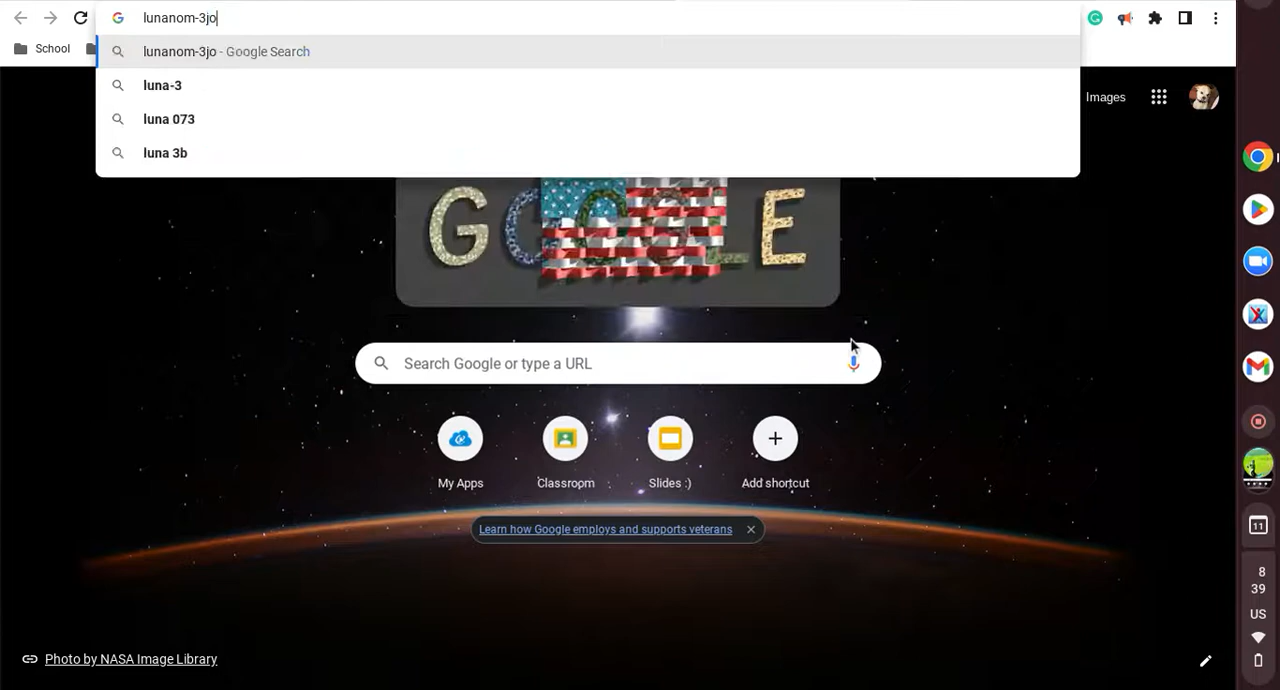 lunanom-3jo
School
lunanom-3jo - Google Search
luna-3
luna 073
luna 3b
Images
GOOGLE
Search Google or type a URL
My Apps
Classroom
Slides :)
Add shortcut
Learn how Google employs and supports veterans
Photo by NASA Image Library
11
8
39
US